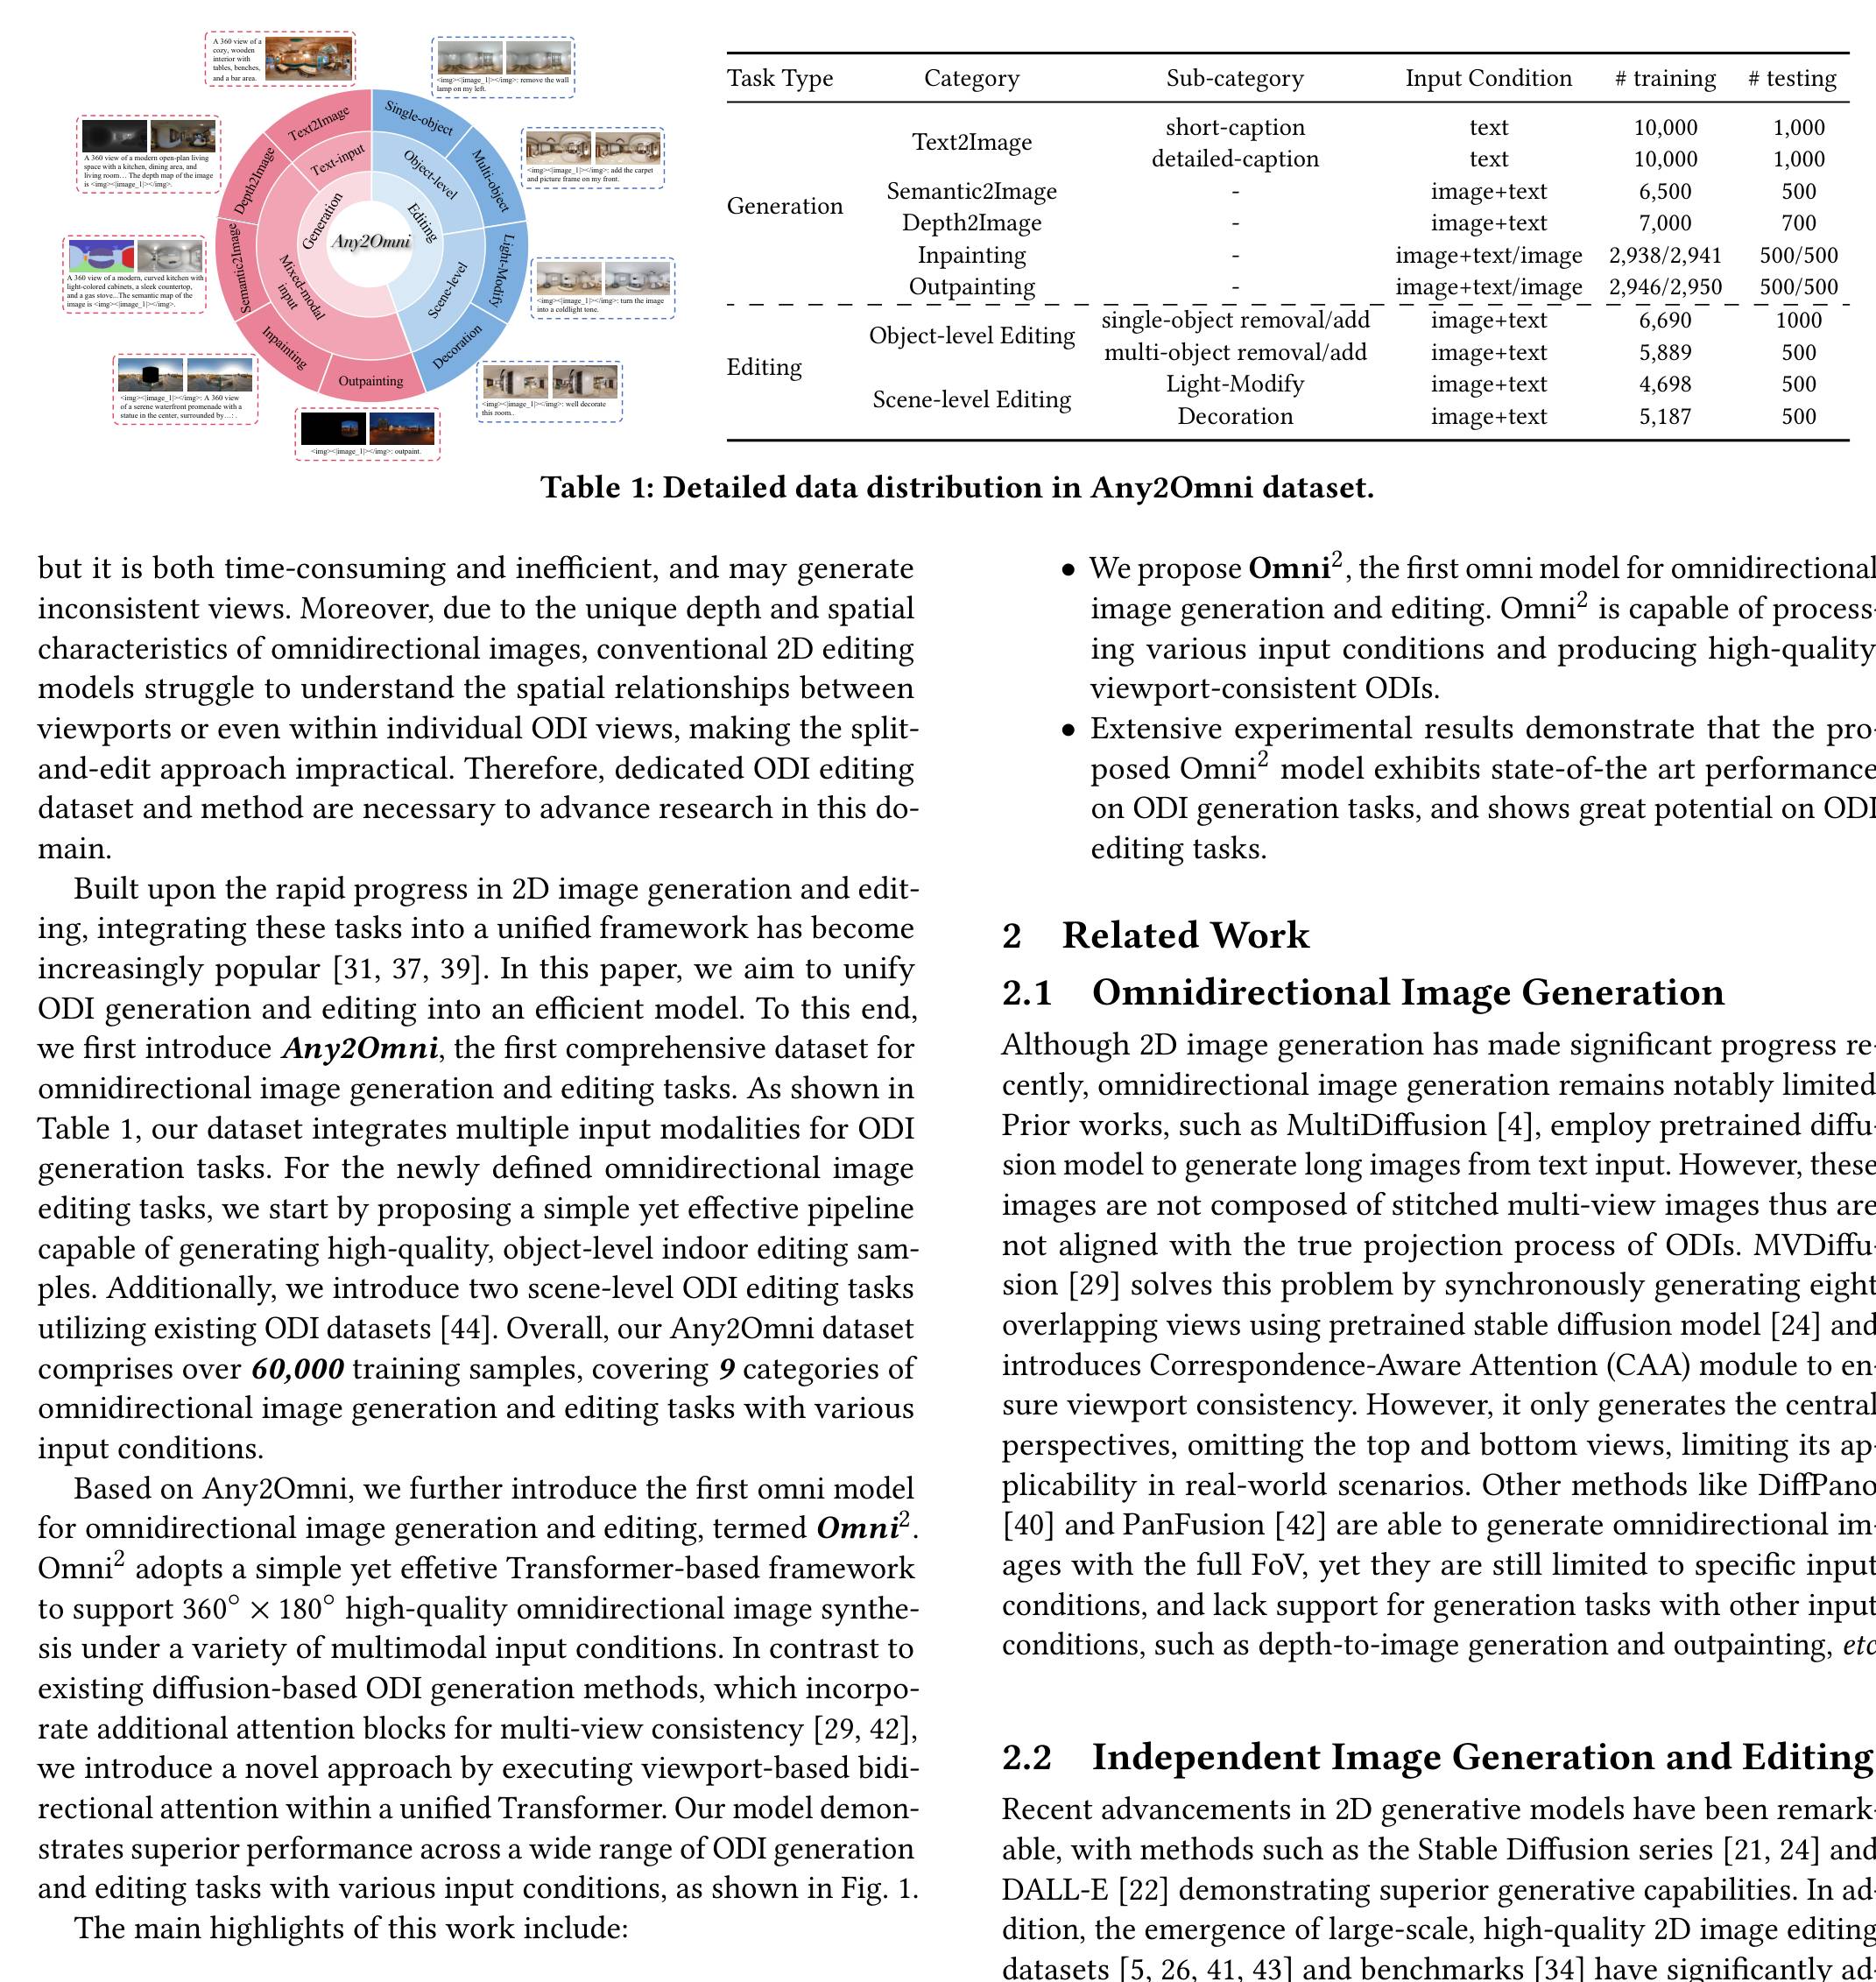 A 360 view of a
cozy, wooden
interior with
tables, benches,
and a bar area.
<img><|image_1|></img>: remove the wall
lamp on my left.
A 360 view of a modern open-plan living
space with a kitchen, dining area, and
living room… The depth map of the image
is <img><|image_1|></img>.
<img><|image_1|></img>: add the carpet
and picture frame on my front.
A 360 view of a modern, curved kitchen with
light-colored cabinets, a sleek countertop,
and a gas stove...The semantic map of the
image is <img><|image_1|></img>.
<img><|image_1|></img>: turn the image
into a coldlight tone.
<img><|image_1|></img>: A 360 view
of a serene waterfront promenade with a
statue in the center, surrounded by…: .
<img><|image_1|></img>: well decorate
this room..
<img><|image_1|></img>: outpaint.
Text2Image
Single-object
Depth2Image
Text-input
Object-level
Multi-object
Generation
Editing
Any2Omni
Semantic2Image
Mixed-modal
input
Scene-level
Light-Modify
Inpainting
Outpainting
Decoration
Task Type Category Sub-category Input Condition # training # testing
Generation
Text2Image short-caption text 10,000 1,000
detailed-caption text 10,000 1,000
Semantic2Image - image+text 6,500 500
Depth2Image - image+text 7,000 700
Inpainting - image+text/image 2,938/2,941 500/500
Outpainting - image+text/image 2,946/2,950 500/500
Editing
Object-level Editing single-object removal/add image+text 6,690 1000
multi-object removal/add image+text 5,889 500
Scene-level Editing Light-Modify image+text 4,698 500
Decoration image+text 5,187 500
Table 1: Detailed data distribution in Any2Omni dataset.
but it is both time-consuming and inefficient, and may generate
inconsistent views. Moreover, due to the unique depth and spatial
characteristics of omnidirectional images, conventional 2D editing
models struggle to understand the spatial relationships between
viewports or even within individual ODI views, making the split-
and-edit approach impractical. Therefore, dedicated ODI editing
dataset and method are necessary to advance research in this do-
main.
Built upon the rapid progress in 2D image generation and edit-
ing, integrating these tasks into a unified framework has become
increasingly popular [31, 37, 39]. In this paper, we aim to unify
ODI generation and editing into an efficient model. To this end,
we first introduce Any2Omni, the first comprehensive dataset for
omnidirectional image generation and editing tasks. As shown in
Table 1, our dataset integrates multiple input modalities for ODI
generation tasks. For the newly defined omnidirectional image
editing tasks, we start by proposing a simple yet effective pipeline
capable of generating high-quality, object-level indoor editing sam-
ples. Additionally, we introduce two scene-level ODI editing tasks
utilizing existing ODI datasets [44]. Overall, our Any2Omni dataset
comprises over 60,000 training samples, covering 9 categories of
omnidirectional image generation and editing tasks with various
input conditions.
Based on Any2Omni, we further introduce the first omni model
for omnidirectional image generation and editing, termed Omni².
Omni² adopts a simple yet effetive Transformer-based framework
to support 360° × 180° high-quality omnidirectional image synthe-
sis under a variety of multimodal input conditions. In contrast to
existing diffusion-based ODI generation methods, which incorpo-
rate additional attention blocks for multi-view consistency [29, 42],
we introduce a novel approach by executing viewport-based bidi-
rectional attention within a unified Transformer. Our model demon-
strates superior performance across a wide range of ODI generation
and editing tasks with various input conditions, as shown in Fig. 1.
The main highlights of this work include:
• We propose Omni², the first omni model for omnidirectional
image generation and editing. Omni² is capable of process-
ing various input conditions and producing high-quality
viewport-consistent ODIs.
• Extensive experimental results demonstrate that the pro-
posed Omni² model exhibits state-of-the art performance
on ODI generation tasks, and shows great potential on ODI
editing tasks.
2 Related Work
2.1 Omnidirectional Image Generation
Although 2D image generation has made significant progress re-
cently, omnidirectional image generation remains notably limited
Prior works, such as MultiDiffusion [4], employ pretrained diffu-
sion model to generate long images from text input. However, these
images are not composed of stitched multi-view images thus are
not aligned with the true projection process of ODIs. MVDiffu-
sion [29] solves this problem by synchronously generating eight
overlapping views using pretrained stable diffusion model [24] and
introduces Correspondence-Aware Attention (CAA) module to en-
sure viewport consistency. However, it only generates the central
perspectives, omitting the top and bottom views, limiting its ap-
plicability in real-world scenarios. Other methods like DiffPano
[40] and PanFusion [42] are able to generate omnidirectional im-
ages with the full FoV, yet they are still limited to specific input
conditions, and lack support for generation tasks with other input
conditions, such as depth-to-image generation and outpainting, etc
2.2 Independent Image Generation and Editing
Recent advancements in 2D generative models have been remark-
able, with methods such as the Stable Diffusion series [21, 24] and
DALL-E [22] demonstrating superior generative capabilities. In ad-
dition, the emergence of large-scale, high-quality 2D image editing
datasets [5, 26, 41, 43] and benchmarks [34] have significantly ad-